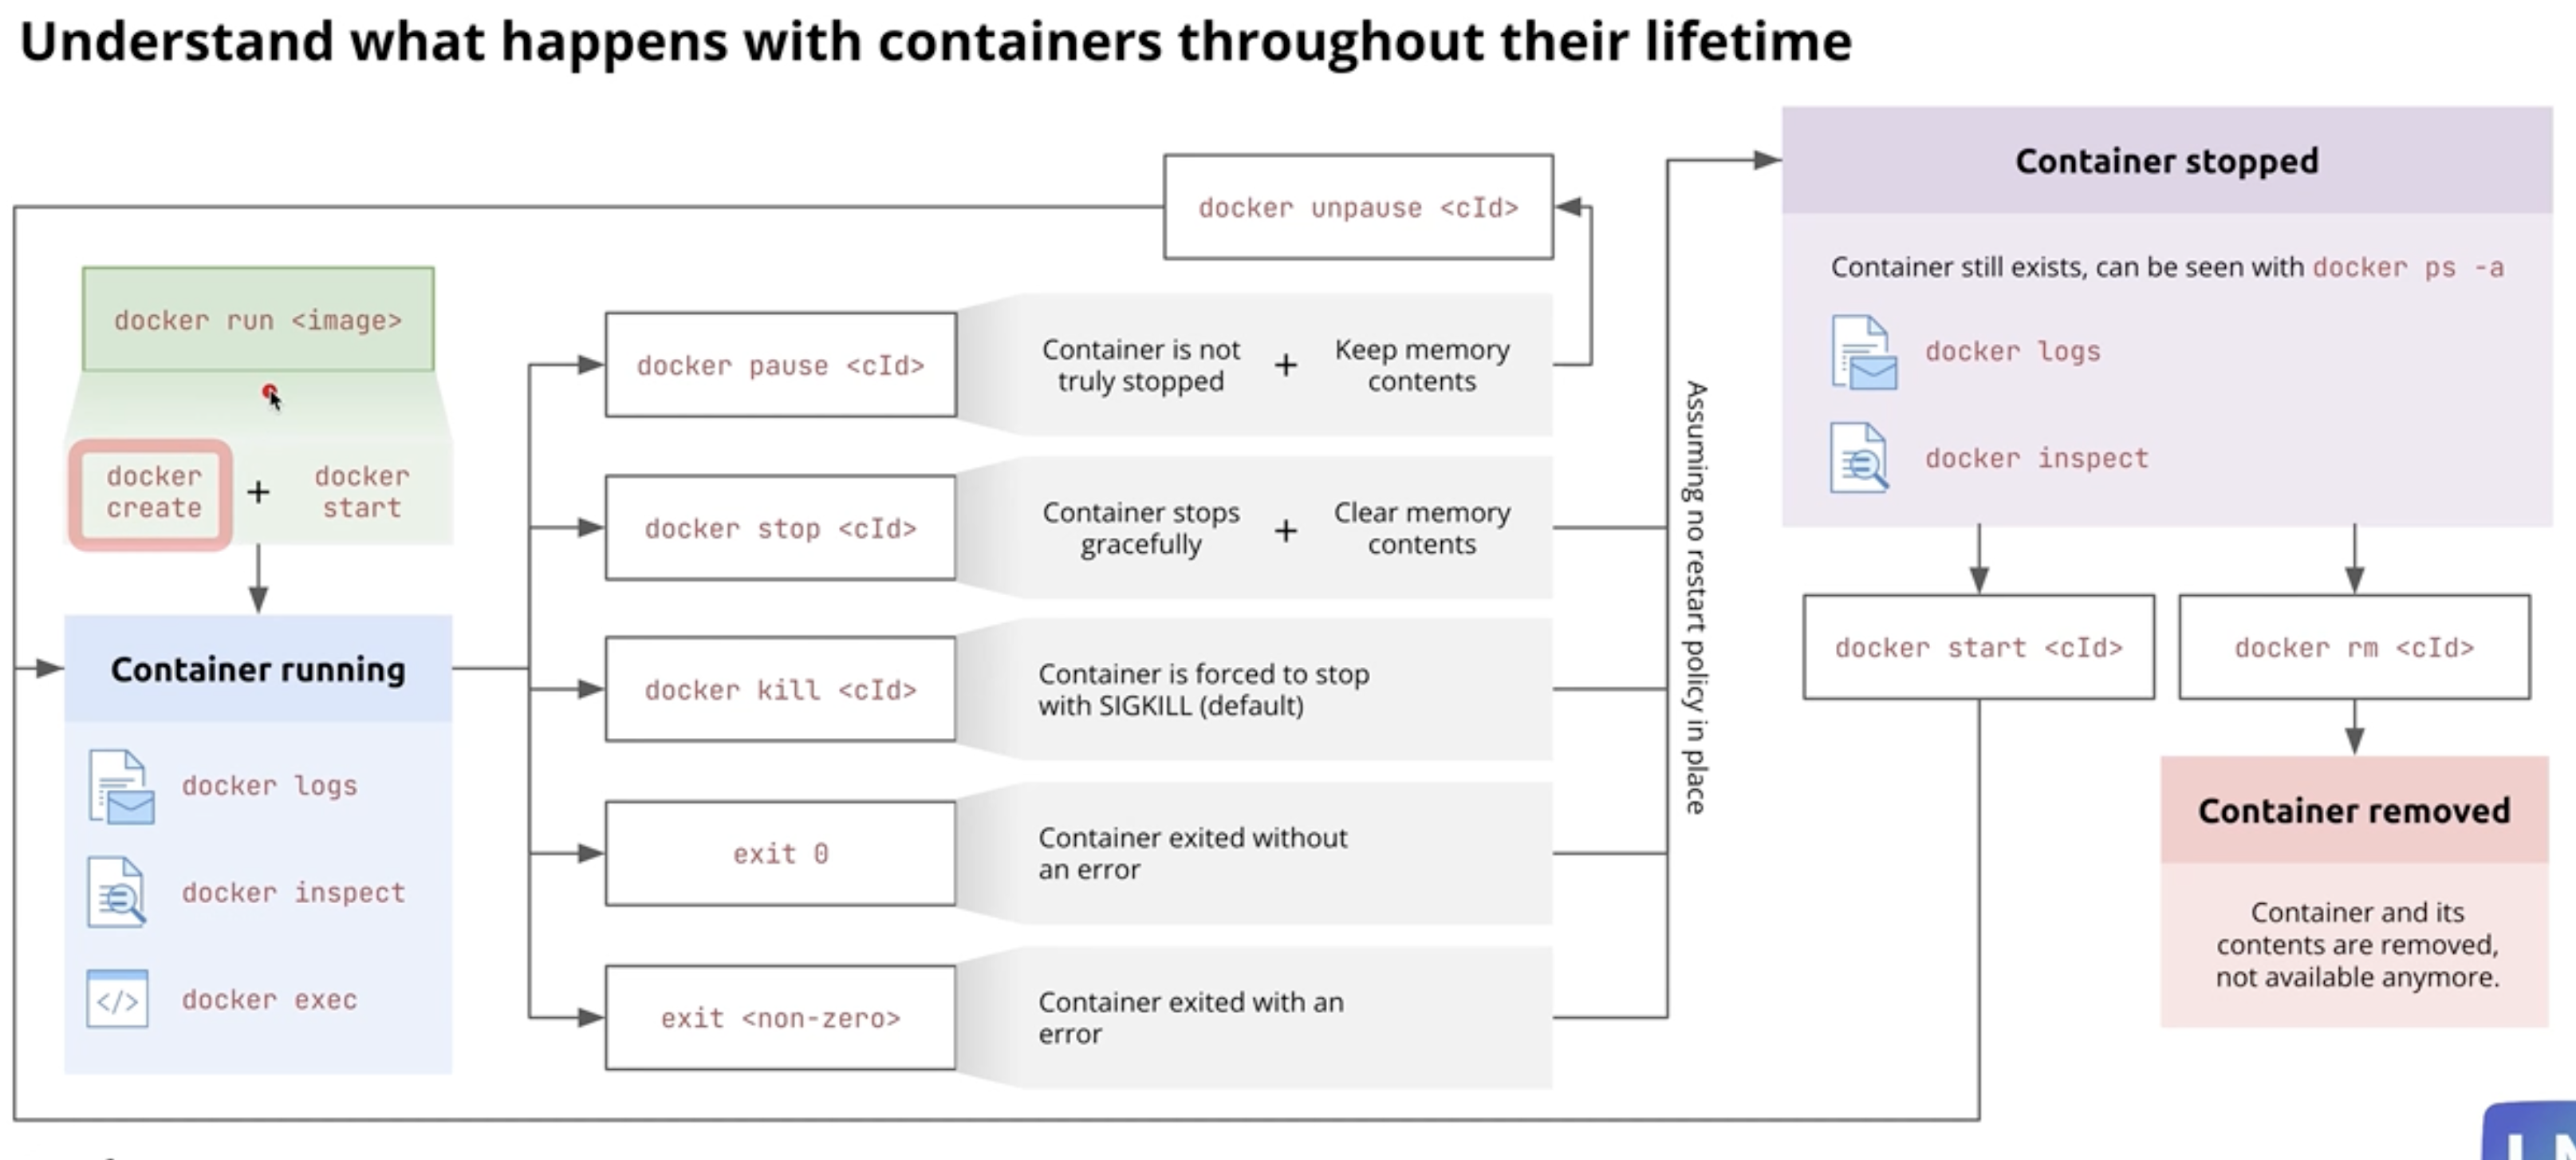 Understand what happens with containers throughout their lifetime
docker run <image>
docker
create
+
docker
start
Container running
docker logs
docker inspect
docker exec
docker unpause <cId>
docker pause <cId>
Container is not
truly stopped
+
Keep memory
contents
docker stop <cId>
Container stops
gracefully
+
Clear memory
contents
docker kill <cId>
Container is forced to stop
with SIGKILL (default)
exit 0
Container exited without
an error
exit <non-zero>
Container exited with an
error
Assuming no restart policy in place
Container stopped
Container still exists, can be seen with docker ps -a
docker logs
docker inspect
docker start <cId>
docker rm <cId>
Container removed
Container and its
contents are removed,
not available anymore.